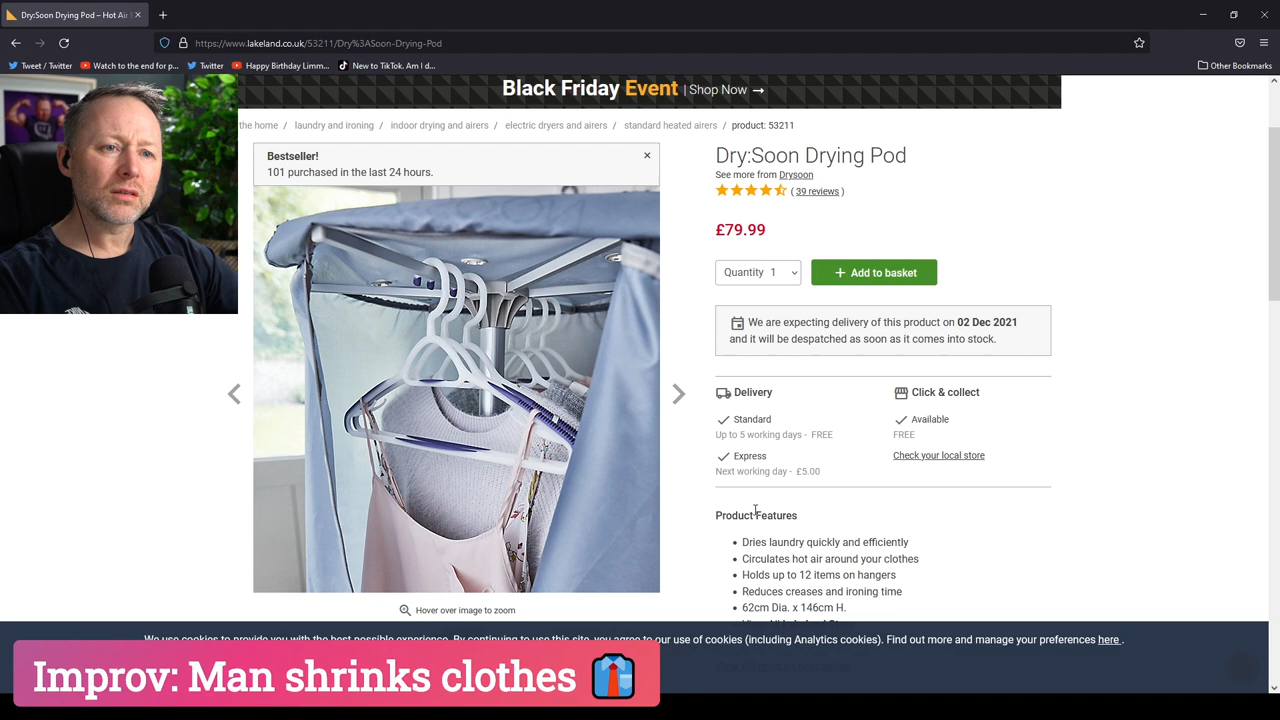 Dry:Soon Drying Pod – Hot Air
https://www.lakeland.co.uk/53211/Dry%3ASoon-Drying-Pod
Tweet / Twitter
Watch to the end for p...
Twitter
Happy Birthday Limm...
New to TikTok. Am I d...
Other Bookmarks
Black Friday Event | Shop Now →
the home / laundry and ironing / indoor drying and airers / electric dryers and airers / standard heated airers / product: 53211
Bestseller!
101 purchased in the last 24 hours.
Dry:Soon Drying Pod
See more from Drysoon
( 39 reviews )
£79.99
Quantity 1
+ Add to basket
We are expecting delivery of this product on 02 Dec 2021
and it will be despatched as soon as it comes into stock.
Delivery
Standard
Up to 5 working days - FREE
Express
Next working day - £5.00
Click & collect
Available
FREE
Check your local store
Product Features
• Dries laundry quickly and efficiently
• Circulates hot air around your clothes
• Holds up to 12 items on hangers
• Reduces creases and ironing time
• 62cm Dia. x 146cm H.
Hover over image to zoom
We use cookies to provide you with the best possible experience. By continuing to use this site, you agree to our use of cookies (including Analytics cookies). Find out more and manage your preferences here .
Improv: Man shrinks clothes